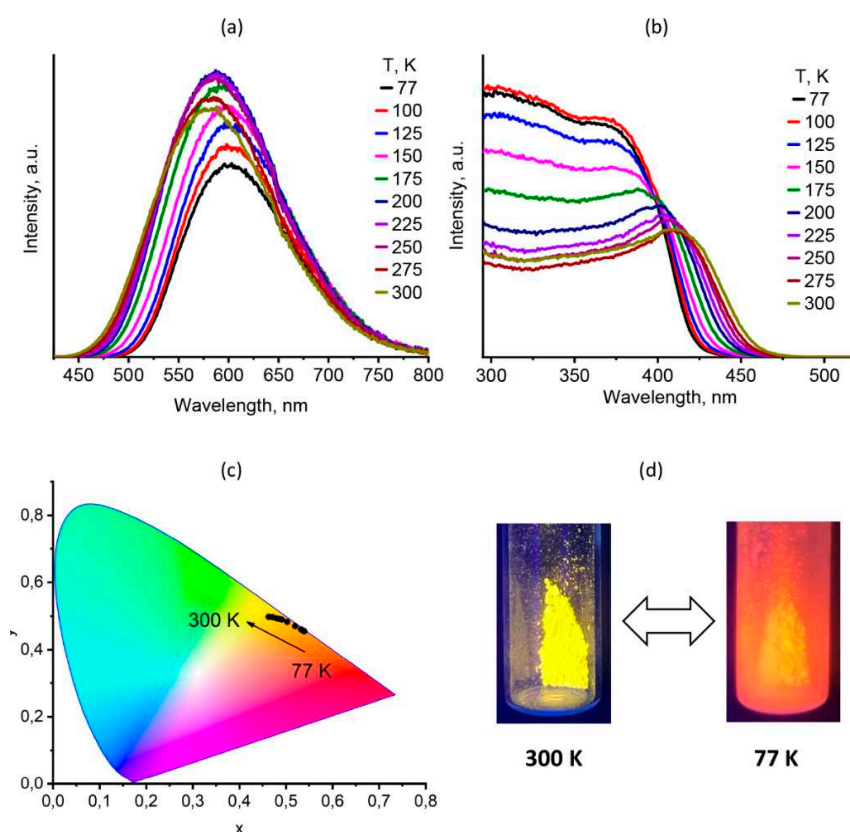 (a)
(b)
Intensity, a.u.
T, K
77
100
125
150
175
200
225
250
275
300
450 500 550 600 650 700 750 800
Wavelength, nm
Intensity, a.u.
T, K
77
100
125
150
175
200
225
250
275
300
300 350 400 450 500
Wavelength, nm
(c)
(d)
y
0,8
0,6
0,4
0,2
0,0
300 K
77 K
0,0 0,1 0,2 0,3 0,4 0,5 0,6 0,7 0,8
x
300 K
77 K